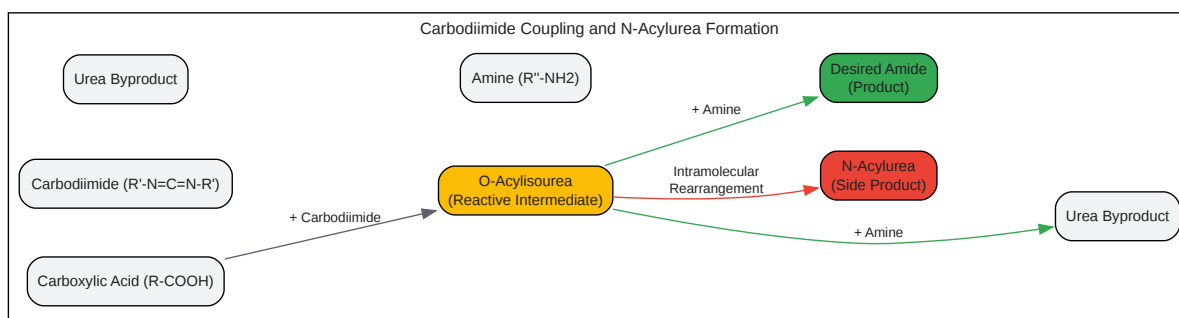 Carbodiimide Coupling and N-Acylurea Formation
Urea Byproduct
Amine (R''-NH2)
Desired Amide
(Product)
+ Amine
Carbodiimide (R'-N=C=N-R')
O-Acylisourea
(Reactive Intermediate)
Intramolecular
Rearrangement
N-Acylurea
(Side Product)
+ Carbodiimide
+ Amine
Urea Byproduct
Carboxylic Acid (R-COOH)